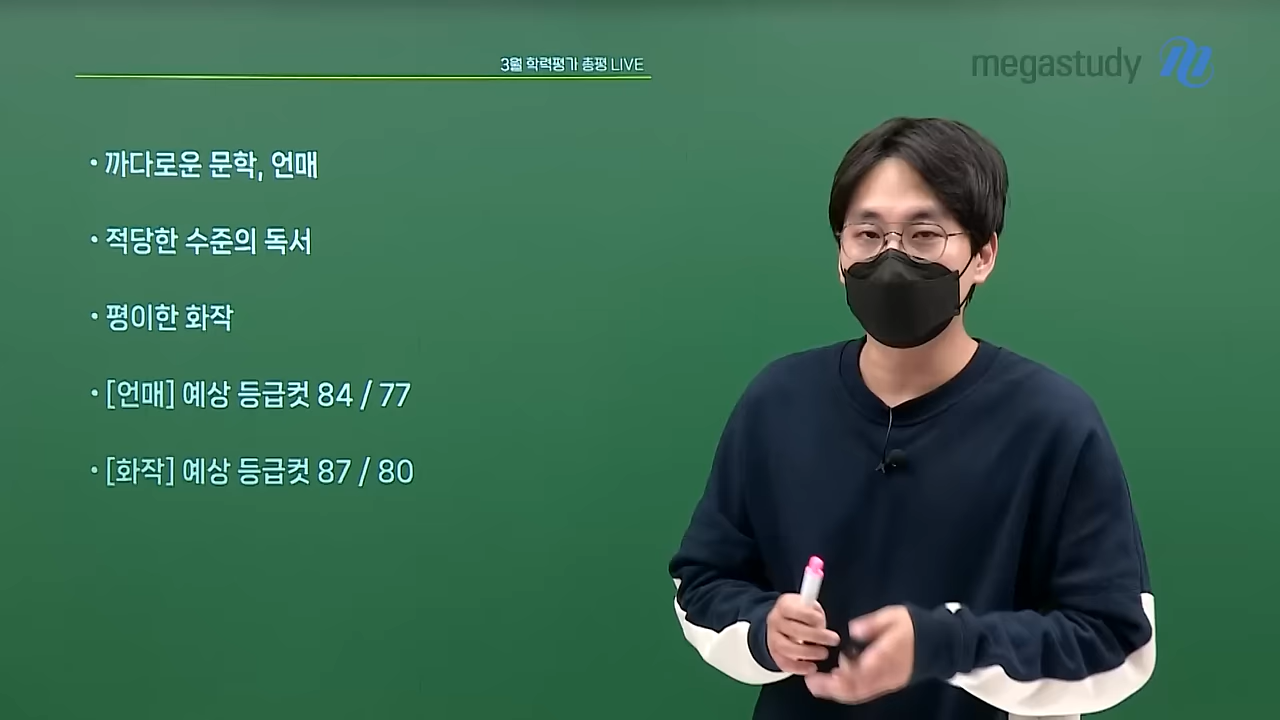 3월 학력평가 총평 LIVE
megastudy
• 까다로운 문학, 언매
• 적당한 수준의 독서
• 평이한 화작
• [언매] 예상 등급컷 84 / 77
• [화작] 예상 등급컷 87 / 80